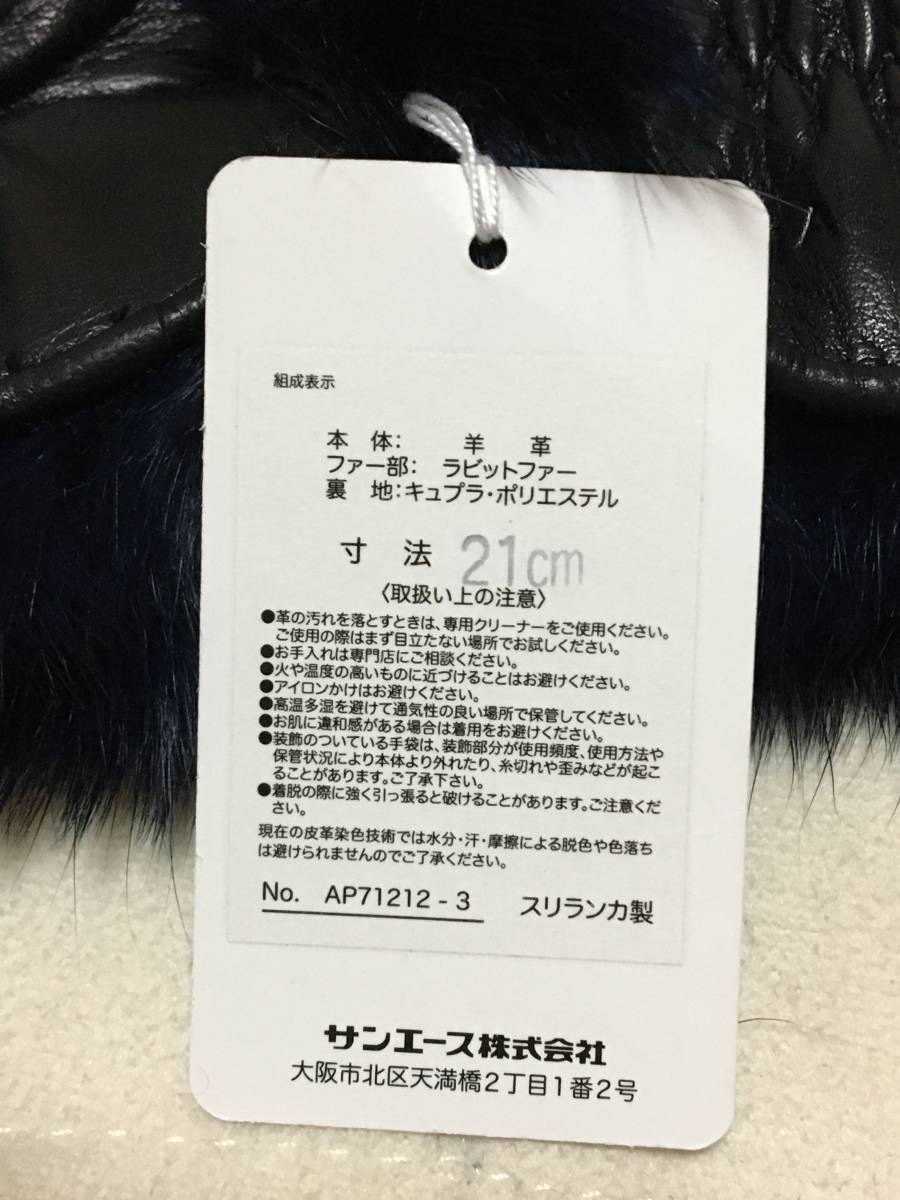 組成表示
本 体: 羊 革
ファー部: ラビットファー
裏 地:キュプラ・ポリエステル
寸 法 21cm
〈取扱い上の注意〉
●革の汚れを落とすときは、専用クリーナーをご使用ください。
ご使用の際はまず目立たない場所でお試しください。
●お手入れは専門店にご相談ください。
●火や温度の高いものに近づけることはお避けください。
●アイロンかけはお避けください。
●高温多湿を避けて通気性の良い場所で保管してください。
●お肌に違和感がある場合は着用をお避けください。
●装飾のついている手袋は、装飾部分が使用頻度、使用方法や
保管状況により本体より外れたり、糸切れや歪みなどが起こ
ることがあります。ご了承下さい。
●着脱の際に強く引っ張ると破けることがあります。ご注意くだ
さい。
現在の皮革染色技術では水分・汗・摩擦による脱色や色落ち
は避けられませんのでご了承ください。
No. AP71212-3 スリランカ製
サンエース株式会社
大阪市北区天満橋2丁目1番2号